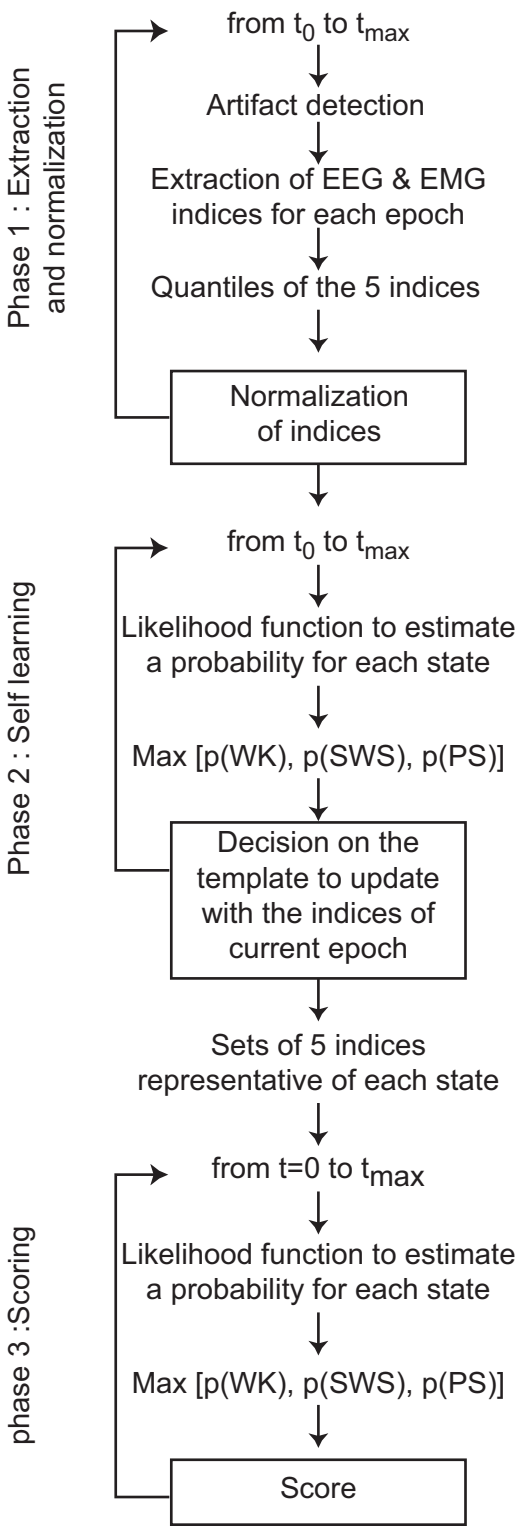 Phase 1 : Extraction
and normalization
from t0 to tmax
Artifact detection
Extraction of EEG & EMG
indices for each epoch
Quantiles of the 5 indices
Normalization
of indices
Phase 2 : Self learning
from t0 to tmax
Likelihood function to estimate
a probability for each state
Max [p(WK), p(SWS), p(PS)]
Decision on the
template to update
with the indices of
current epoch
Sets of 5 indices
representative of each state
phase 3 :Scoring
from t=0 to tmax
Likelihood function to estimate
a probability for each state
Max [p(WK), p(SWS), p(PS)]
Score